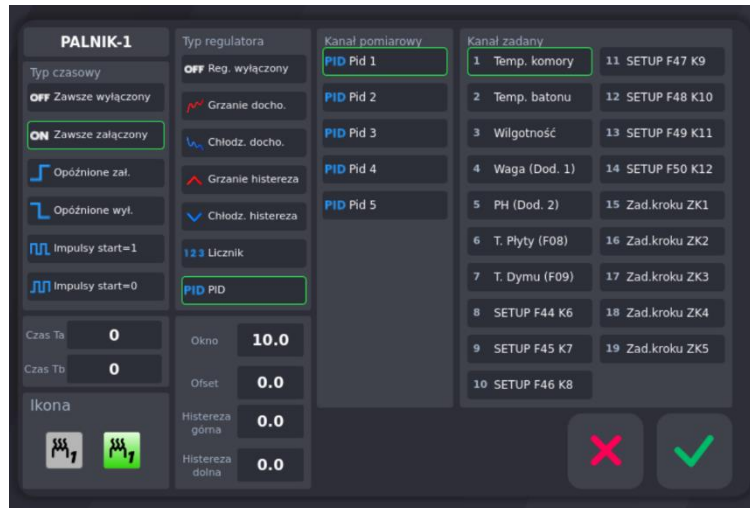 PALNIK-1
Typ czasowy
OFF Zawsze wyłączony
ON Zawsze załączony
Opóźnione zał.
Opóźnione wył.
Impulsy start=1
Impulsy start=0
Czas Ta 0
Czas Tb 0
Ikona
1 1
Typ regulatora
OFF Reg. wyłączony
Grzanie docho.
Chłodz. docho.
Grzanie histereza
Chłodz. histereza
123 Licznik
PID PID
Okno 10.0
Ofset 0.0
Histereza
górna 0.0
Histereza
dolna 0.0
Kanał pomiarowy
PID Pid 1
PID Pid 2
PID Pid 3
PID Pid 4
PID Pid 5
Kanał zadany
1 Temp. komory
2 Temp. batonu
3 Wilgotność
4 Waga (Dod. 1)
5 PH (Dod. 2)
6 T. Płyty (F08)
7 T. Dymu (F09)
8 SETUP F44 K6
9 SETUP F45 K7
10 SETUP F46 K8
11 SETUP F47 K9
12 SETUP F48 K10
13 SETUP F49 K11
14 SETUP F50 K12
15 Zad.kroku ZK1
16 Zad.kroku ZK2
17 Zad.kroku ZK3
18 Zad.kroku ZK4
19 Zad.kroku ZK5